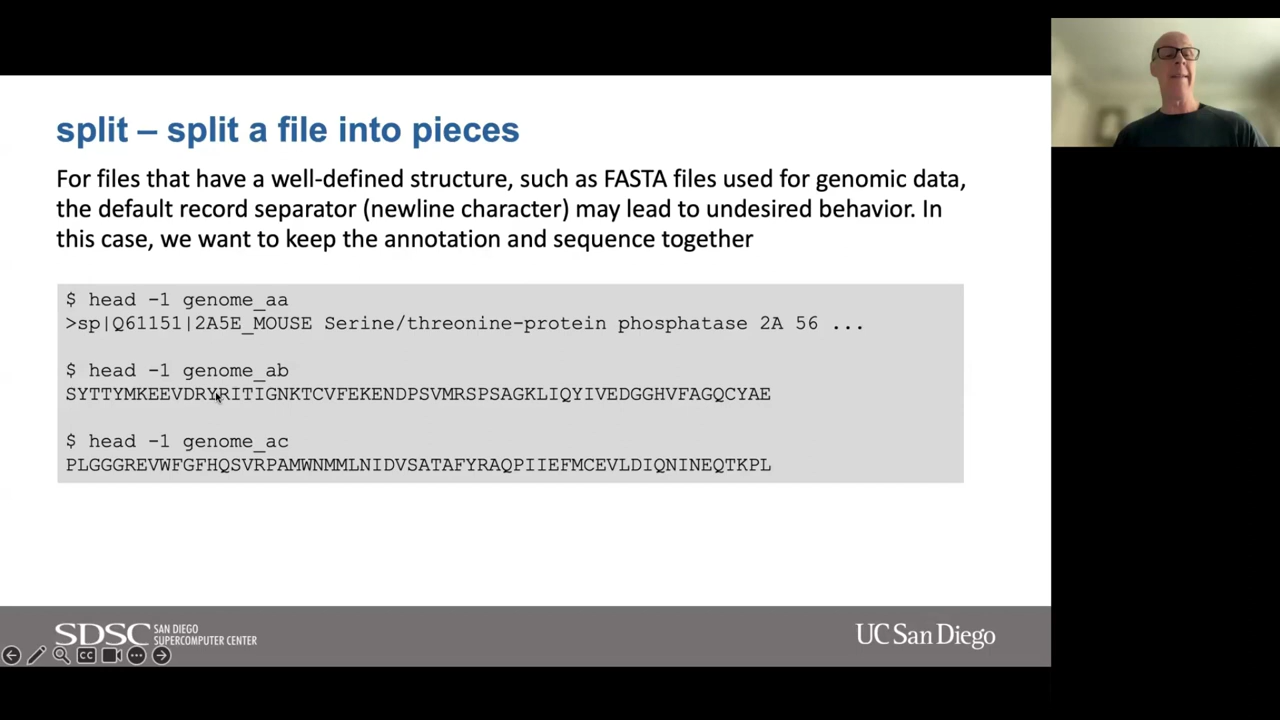 split – split a file into pieces
For files that have a well-defined structure, such as FASTA files used for genomic data,
the default record separator (newline character) may lead to undesired behavior. In
this case, we want to keep the annotation and sequence together
$ head -1 genome_aa
>sp|Q61151|2A5E_MOUSE Serine/threonine-protein phosphatase 2A 56 ...
$ head -1 genome_ab
SYTTYMKEEVDRYRITIGNKTCVFEKENDPSVMRSPSAGKLIQYIVEDGGHVFAGQCYAE
$ head -1 genome_ac
PLGGGREVWFGFHQSVRPAMWNMMLNIDVSATAFYRAQPIIEFMCEVLDIQNINEQTKPL
SDSC SAN DIEGO
SUPERCOMPUTER CENTER
UC San Diego
CC